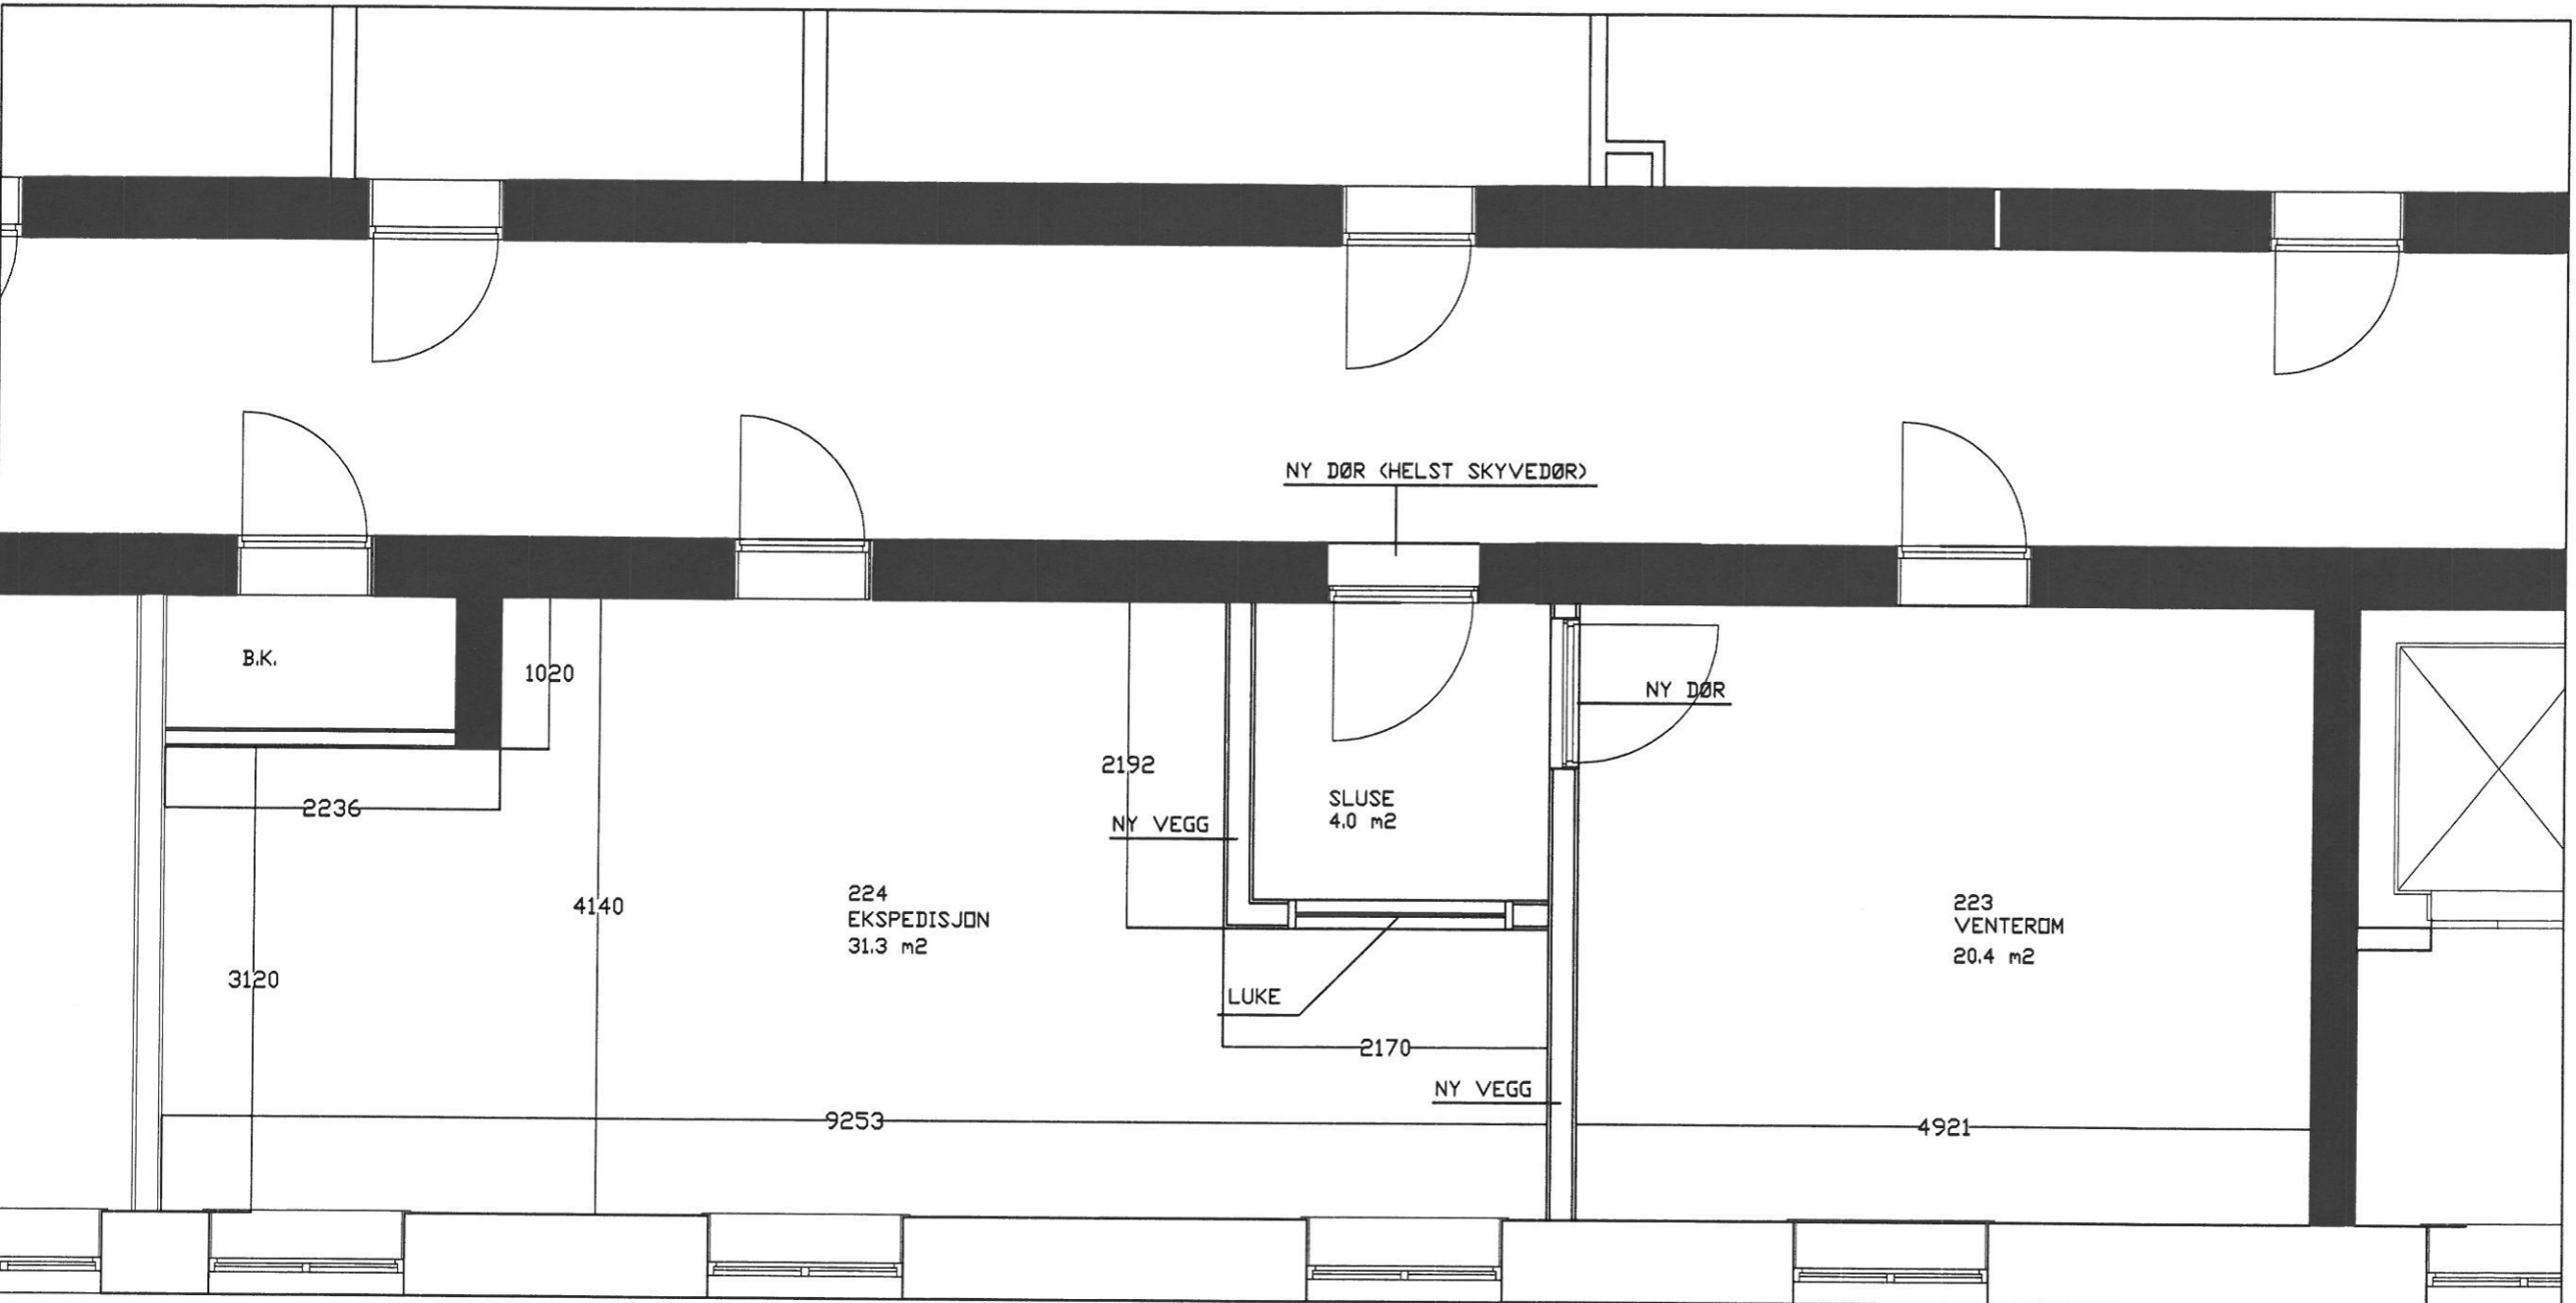 NY DØR (HELST SKYVEDØR)
B.K.
1020
NY DØR
2192
SLUSE
4.0 m2
2236
NY VEGG
224
EKSPEDISJON
31.3 m2
4140
223
VENTEROM
20.4 m2
3120
LUKE
2170
NY VEGG
9253
4921